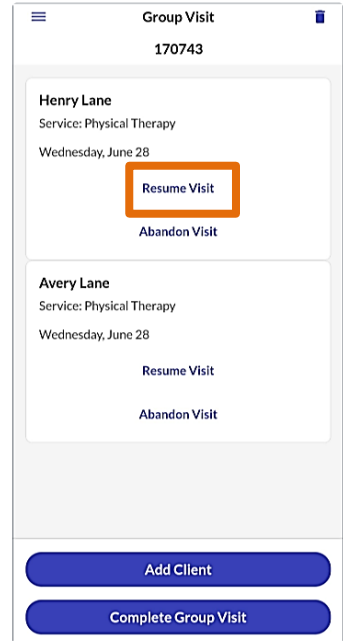 Group Visit
170743
Henry Lane
Service: Physical Therapy
Wednesday, June 28
Resume Visit
Abandon Visit
Avery Lane
Service: Physical Therapy
Wednesday, June 28
Resume Visit
Abandon Visit
Add Client
Complete Group Visit